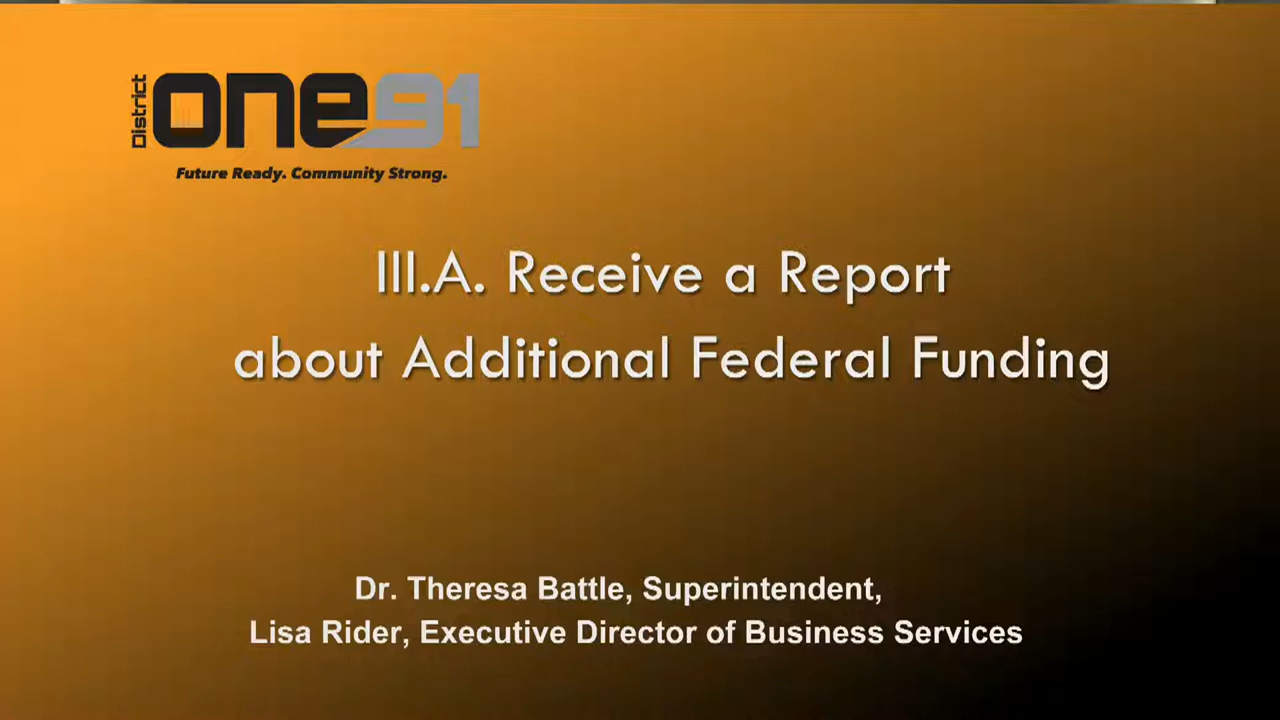 District one91
Future Ready. Community Strong.
III.A. Receive a Report
about Additional Federal Funding
Dr. Theresa Battle, Superintendent,
Lisa Rider, Executive Director of Business Services